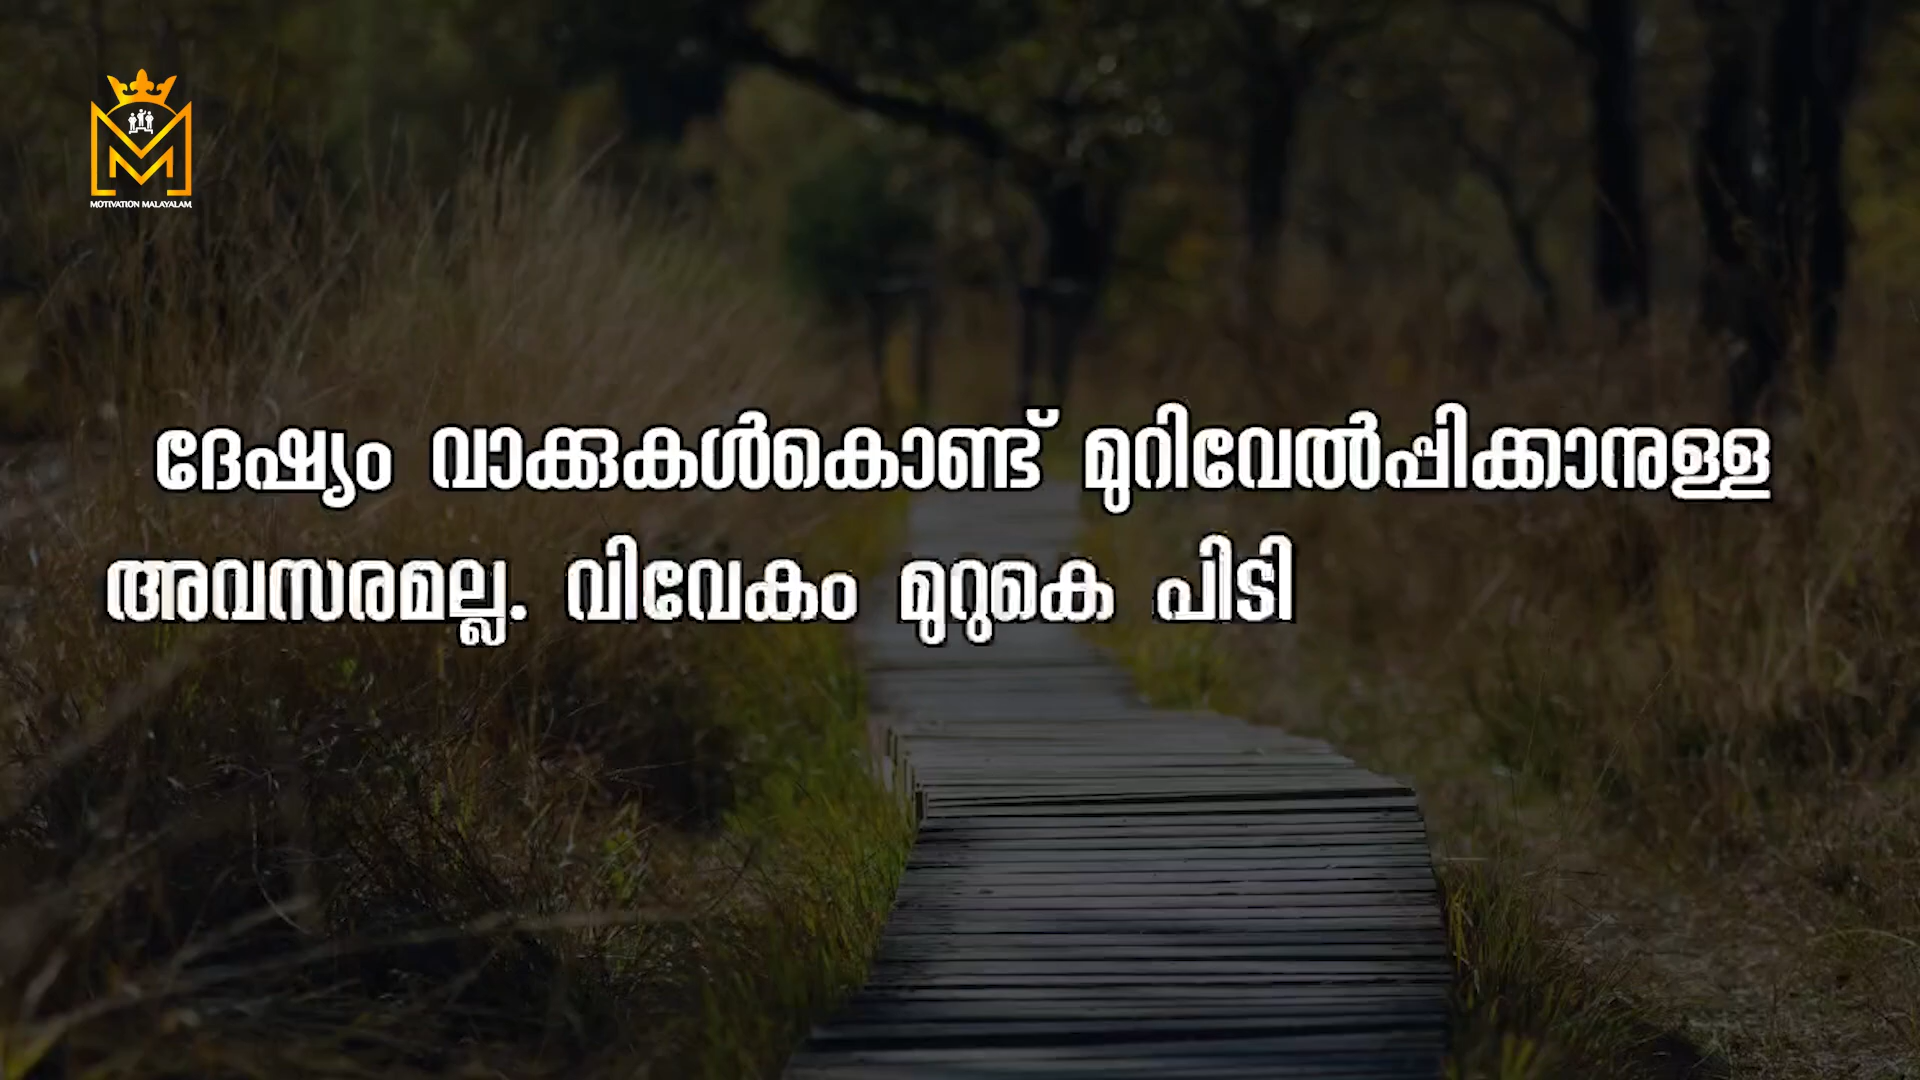 MOTIVATION MALAYALAM
ദേഷ്യം വാക്കുകൾകൊണ്ട് മുറിവേൽപ്പിക്കാനുള്ള
അവസരമല്ല. വിവേകം മുറുകെ പിടി